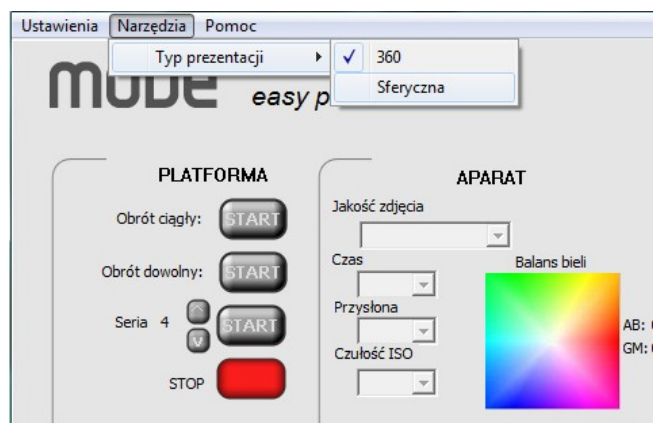 Ustawienia Narzędzia Pomoc
Typ prezentacji
360
Sferyczna
MODE
easy p
PLATFORMA
Obrót ciągły: START
Obrót dowolny: START
Seria 4 START
STOP
APARAT
Jakość zdjęcia
Czas
Przysłona
Czułość ISO
Balans bieli
AB:
GM: